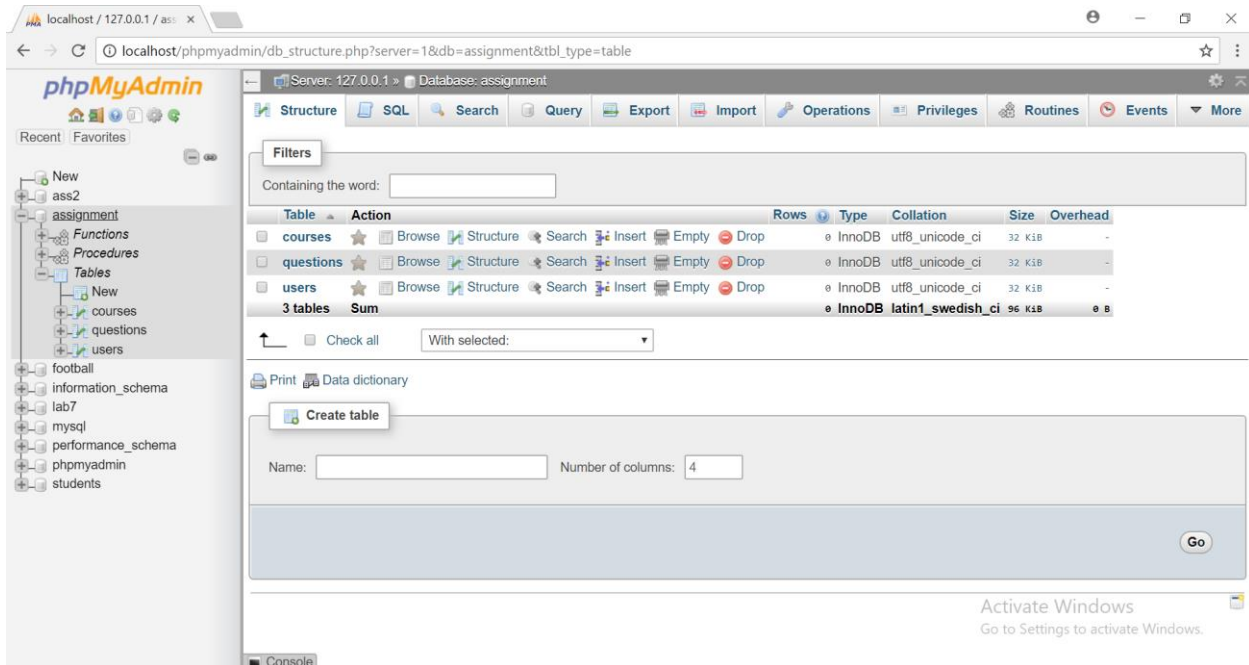 localhost / 127.0.0.1 / ass
localhost/phpmyadmin/db_structure.php?server=1&db=assignment&tbl_type=table
phpMyAdmin
Recent Favorites
New
ass2
assignment
Functions
Procedures
Tables
New
courses
questions
users
football
information_schema
lab7
mysql
performance_schema
phpmyadmin
students
Server: 127.0.0.1 » Database: assignment
Structure SQL Search Query Export Import Operations Privileges Routines Events More
Filters
Containing the word:
Table Action Rows Type Collation Size Overhead
courses Browse Structure Search Insert Empty Drop 0 InnoDB utf8_unicode_ci 32 KiB -
questions Browse Structure Search Insert Empty Drop 0 InnoDB utf8_unicode_ci 32 KiB -
users Browse Structure Search Insert Empty Drop 0 InnoDB utf8_unicode_ci 32 KiB -
3 tables Sum 0 InnoDB latin1_swedish_ci 96 KiB 0 B
Check all With selected:
Print Data dictionary
Create table
Name: Number of columns: 4
Go
Activate Windows
Go to Settings to activate Windows.
Console